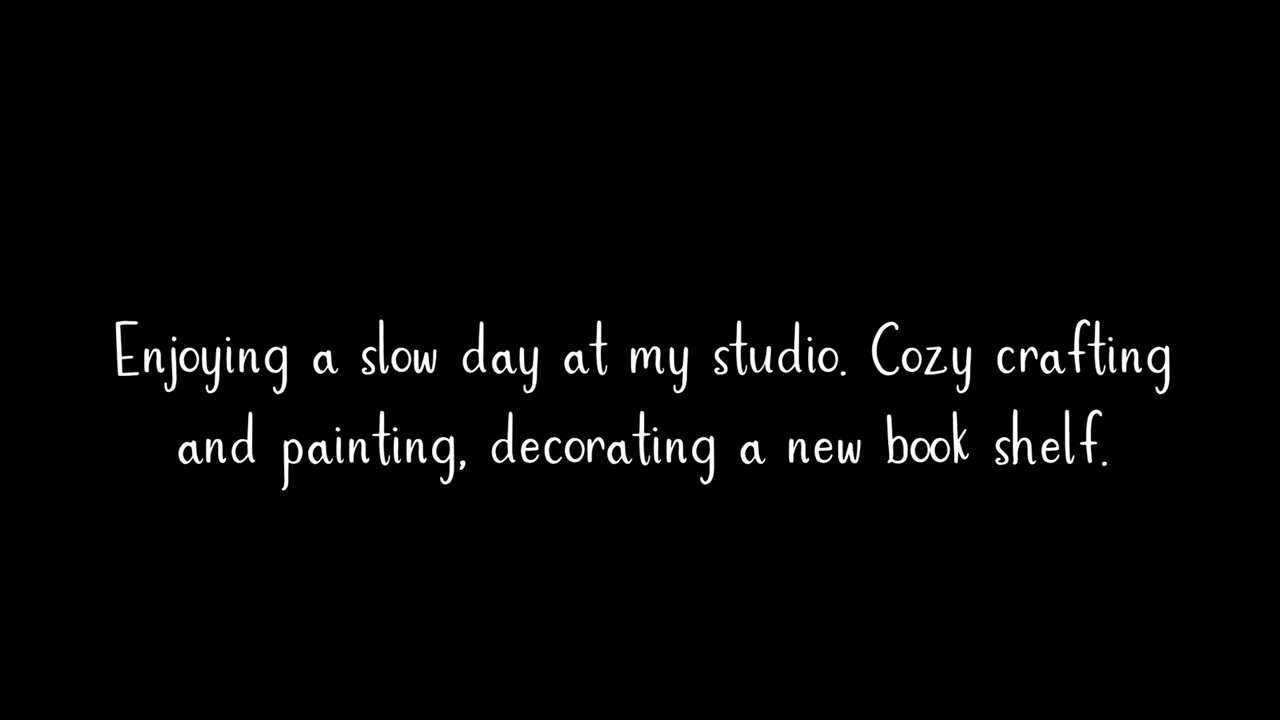 Enjoying a slow day at my studio. Cozy crafting
and painting, decorating a new book shelf.